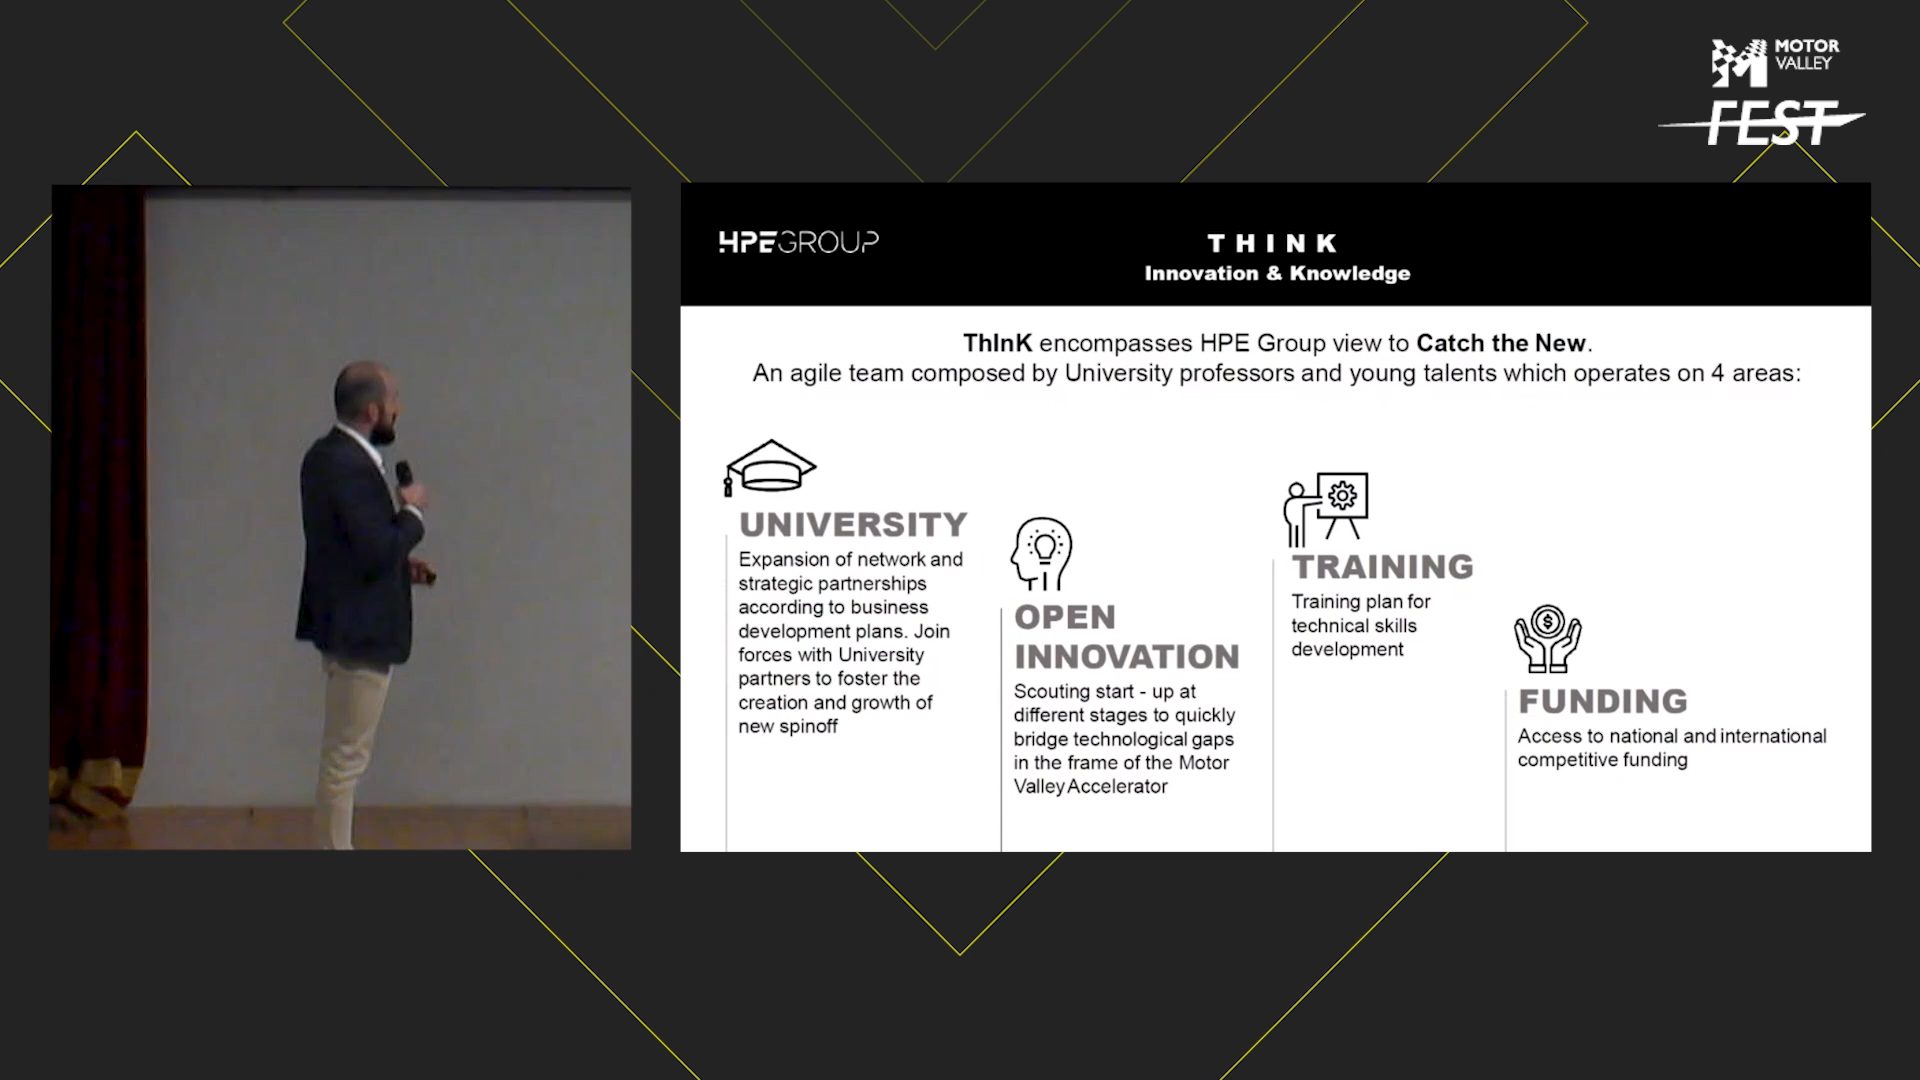 MOTOR
VALLEY
FEST
HPEGROUP
THINK
Innovation & Knowledge
ThInK encompasses HPE Group view to Catch the New.
An agile team composed by University professors and young talents which operates on 4 areas:
UNIVERSITY
Expansion of network and
strategic partnerships
according to business
development plans. Join
forces with University
partners to foster the
creation and growth of
new spinoff
OPEN
INNOVATION
Scouting start - up at
different stages to quickly
bridge technological gaps
in the frame of the Motor
Valley Accelerator
TRAINING
Training plan for
technical skills
development
$
FUNDING
Access to national and international
competitive funding